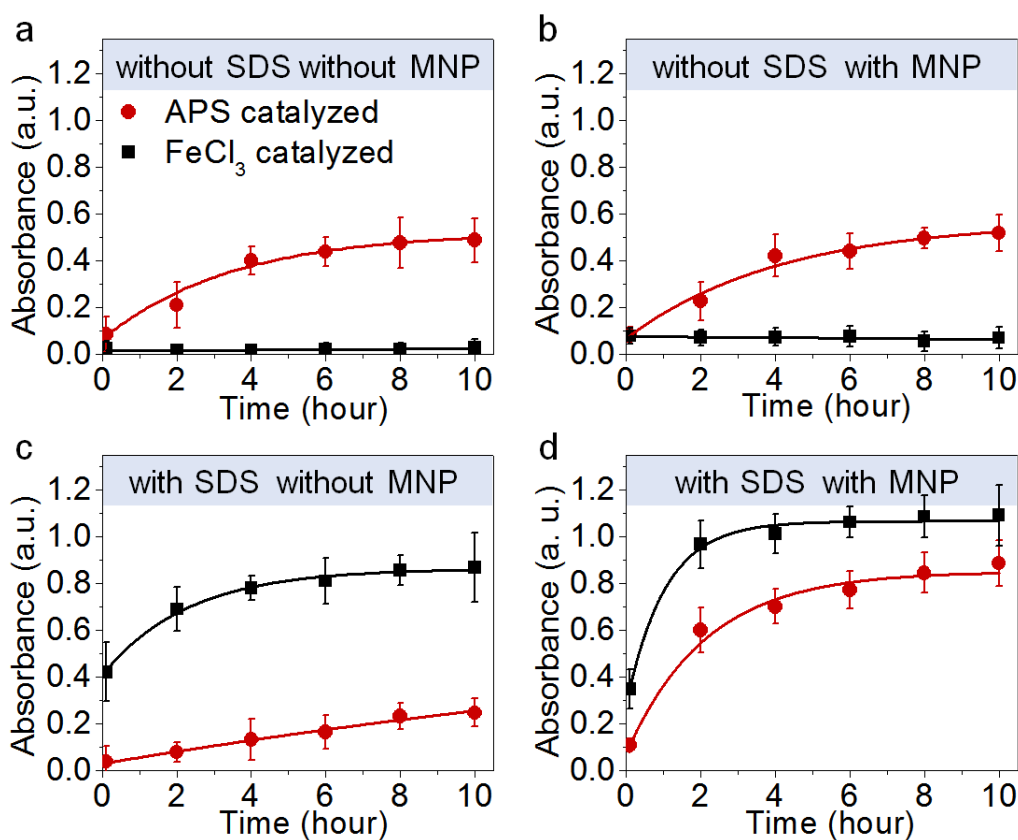 a
without SDS without MNP
APS catalyzed
FeCl3 catalyzed
Absorbance (a.u.)
1.2
1.0
0.8
0.6
0.4
0.2
0.0
0 2 4 6 8 10
Time (hour)
b
without SDS with MNP
Absorbance (a.u.)
1.2
1.0
0.8
0.6
0.4
0.2
0.0
0 2 4 6 8 10
Time (hour)
c
with SDS without MNP
Absorbance (a.u.)
1.2
1.0
0.8
0.6
0.4
0.2
0.0
0 2 4 6 8 10
Time (hour)
d
with SDS with MNP
Absorbance (a. u.)
1.2
1.0
0.8
0.6
0.4
0.2
0.0
0 2 4 6 8 10
Time (hour)